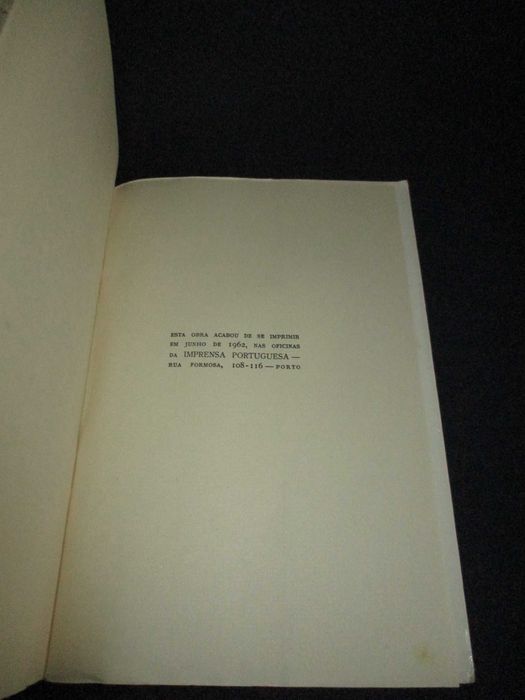 ESTA OBRA ACABOU DE SE IMPRIMIR
EM JUNHO DE 1962, NAS OFICINAS
DA IMPRENSA PORTUGUESA —
RUA FORMOSA, 108-116 — PORTO